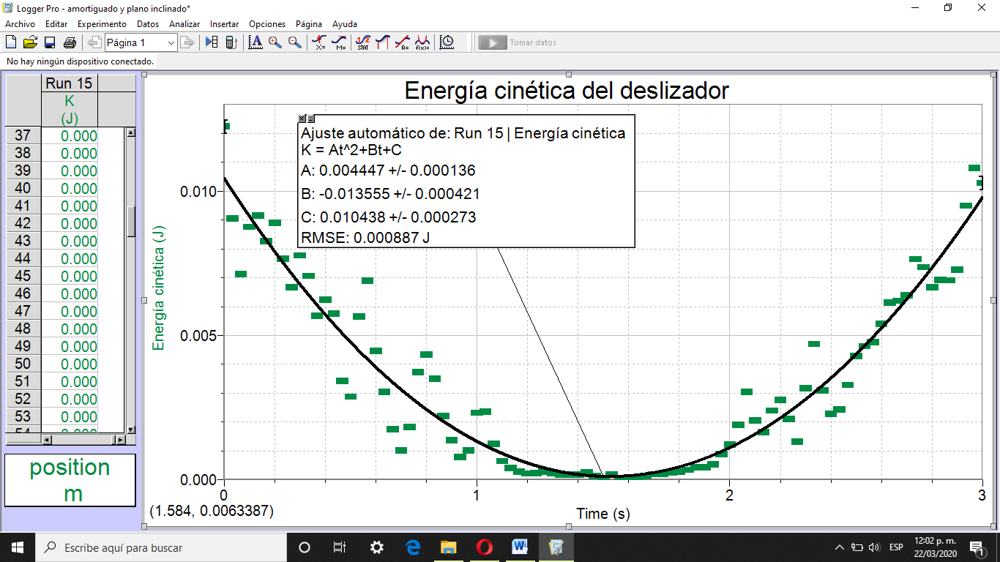 Logger Pro - amortiguado y plano inclinado*
Archivo Editar Experimento Datos Analizar Insertar Opciones Página Ayuda
Página 1
X= M= 1/2 STAT R= f(x)= Tomar datos
No hay ningún dispositivo conectado.
Run 15
K
(J)
37 0.000
38 0.000
39 0.000
40 0.000
41 0.000
42 0.000
43 0.000
44 0.000
45 0.000
46 0.000
47 0.000
48 0.000
49 0.000
50 0.000
51 0.000
52 0.000
53 0.000
54 0.000
position
m
Energía cinética del deslizador
Ajuste automático de: Run 15 | Energía cinética
K = At^2+Bt+C
A: 0.004447 +/- 0.000136
B: -0.013555 +/- 0.000421
C: 0.010438 +/- 0.000273
RMSE: 0.000887 J
Energía cinética (J)
0.010
0.005
0.000
0 1 2 3
(1.584, 0.0063387)
Time (s)
Escribe aquí para buscar
ESP
12:02 p. m.
22/03/2020
1